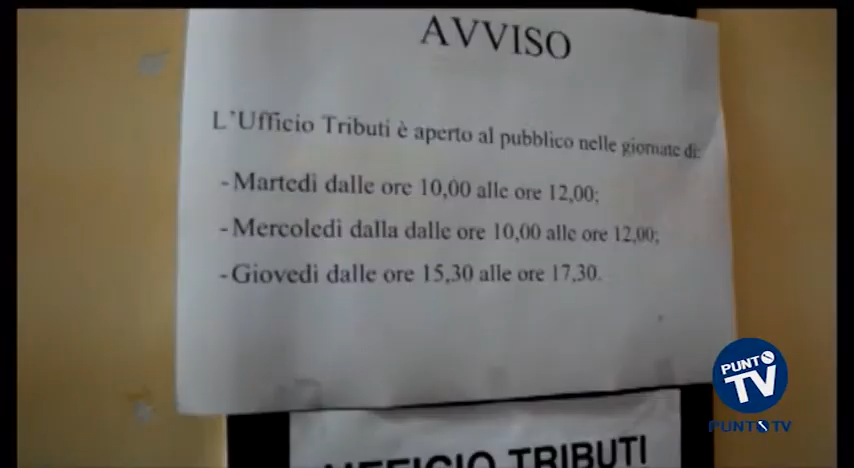 AVVISO
L'Ufficio Tributi è aperto al pubblico nelle giornate di:
- Martedì dalle ore 10,00 alle ore 12,00;
- Mercoledì dalla dalle ore 10,00 alle ore 12,00;
- Giovedì dalle ore 15,30 alle ore 17,30.
UFFICIO TRIBUTI
PUNTO
TV
PUNTO TV